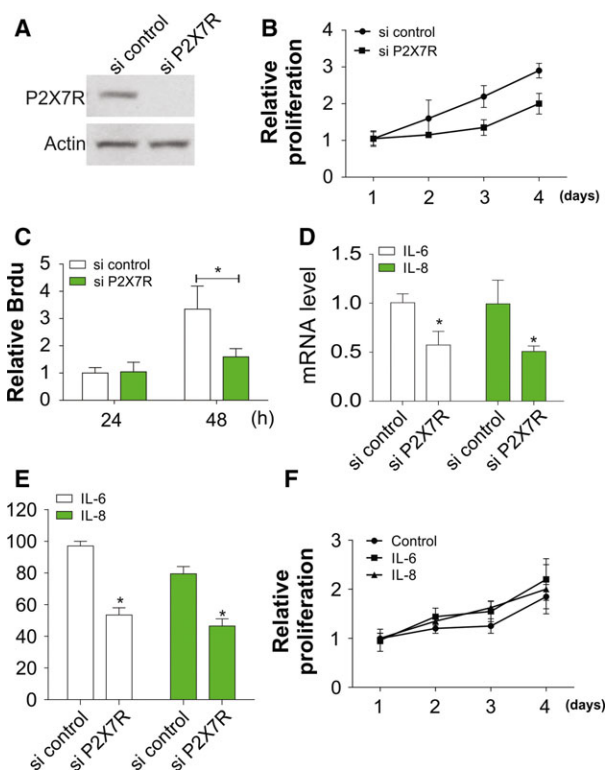 A
si control
si P2X7R
P2X7R
Actin
B
si control
si P2X7R
Relative
proliferation
4
3
2
1
0
1 2 3 4 (days)
C
si control
si P2X7R
Relative Brdu
5
4
3
2
1
0
*
24 48 (h)
D
IL-6
IL-8
mRNA level
1.5
1.0
0.5
0.0
* *
si control
si P2X7R
si control
si P2X7R
E
IL-6
IL-8
120
100
80
60
40
20
0
* *
si control
si P2X7R
si control
si P2X7R
F
Control
IL-6
IL-8
Relative
proliferation
3
2
1
0
1 2 3 4 (days)